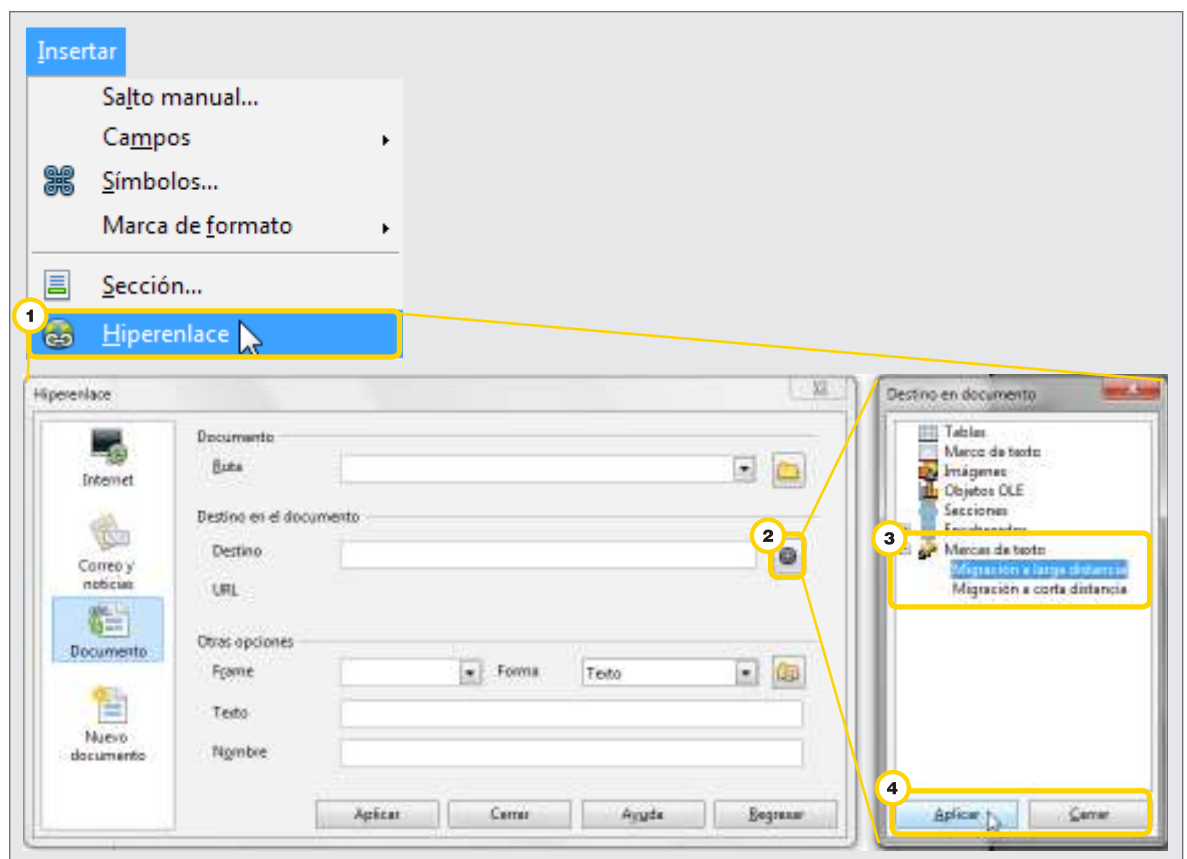 Insertar
Salto manual...
Campos
Símbolos...
Marca de formato
Sección...
1
Hiperenlace
Hiperenlace
Internet
Correo y
noticias
Documento
Nuevo
documento
Documento
Ruta
Destino en el documento
Destino
2
URL
Otras opciones
Frame
Forma
Texto
Texto
Nombre
Aplicar
Cerrar
Ayuda
Regresar
Destino en documento
Tablas
Marco de texto
Imágenes
Objetos OLE
Secciones
Encabezados
3
Marcas de texto
Migración a larga distancia
Migración a corta distancia
4
Aplicar
Cerrar